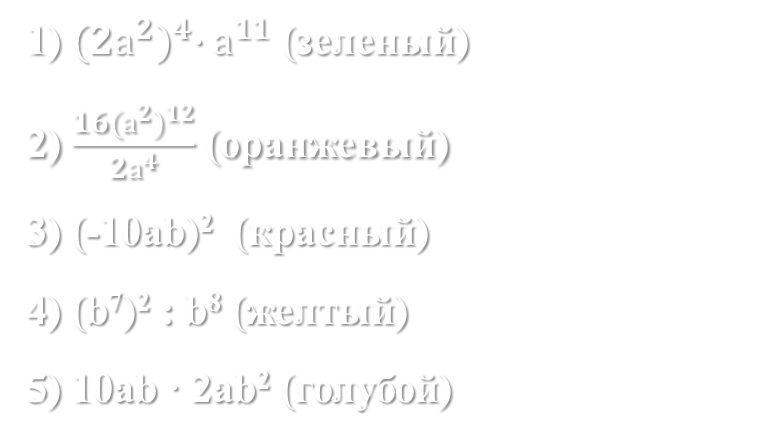 1) (2a²)⁴· a¹¹ (зеленый)
2) 16(a²)¹²/2a⁴ (оранжевый)
3) (-10ab)² (красный)
4) (b⁷)² : b⁸ (желтый)
5) 10ab · 2ab² (голубой)